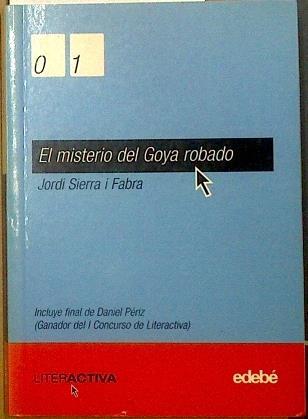 0 1
El misterio del Goya robado
Jordi Sierra i Fabra
Incluye final de Daniel Périz
(Ganador del I Concurso de Literactiva)
LITERACTIVA
edebé